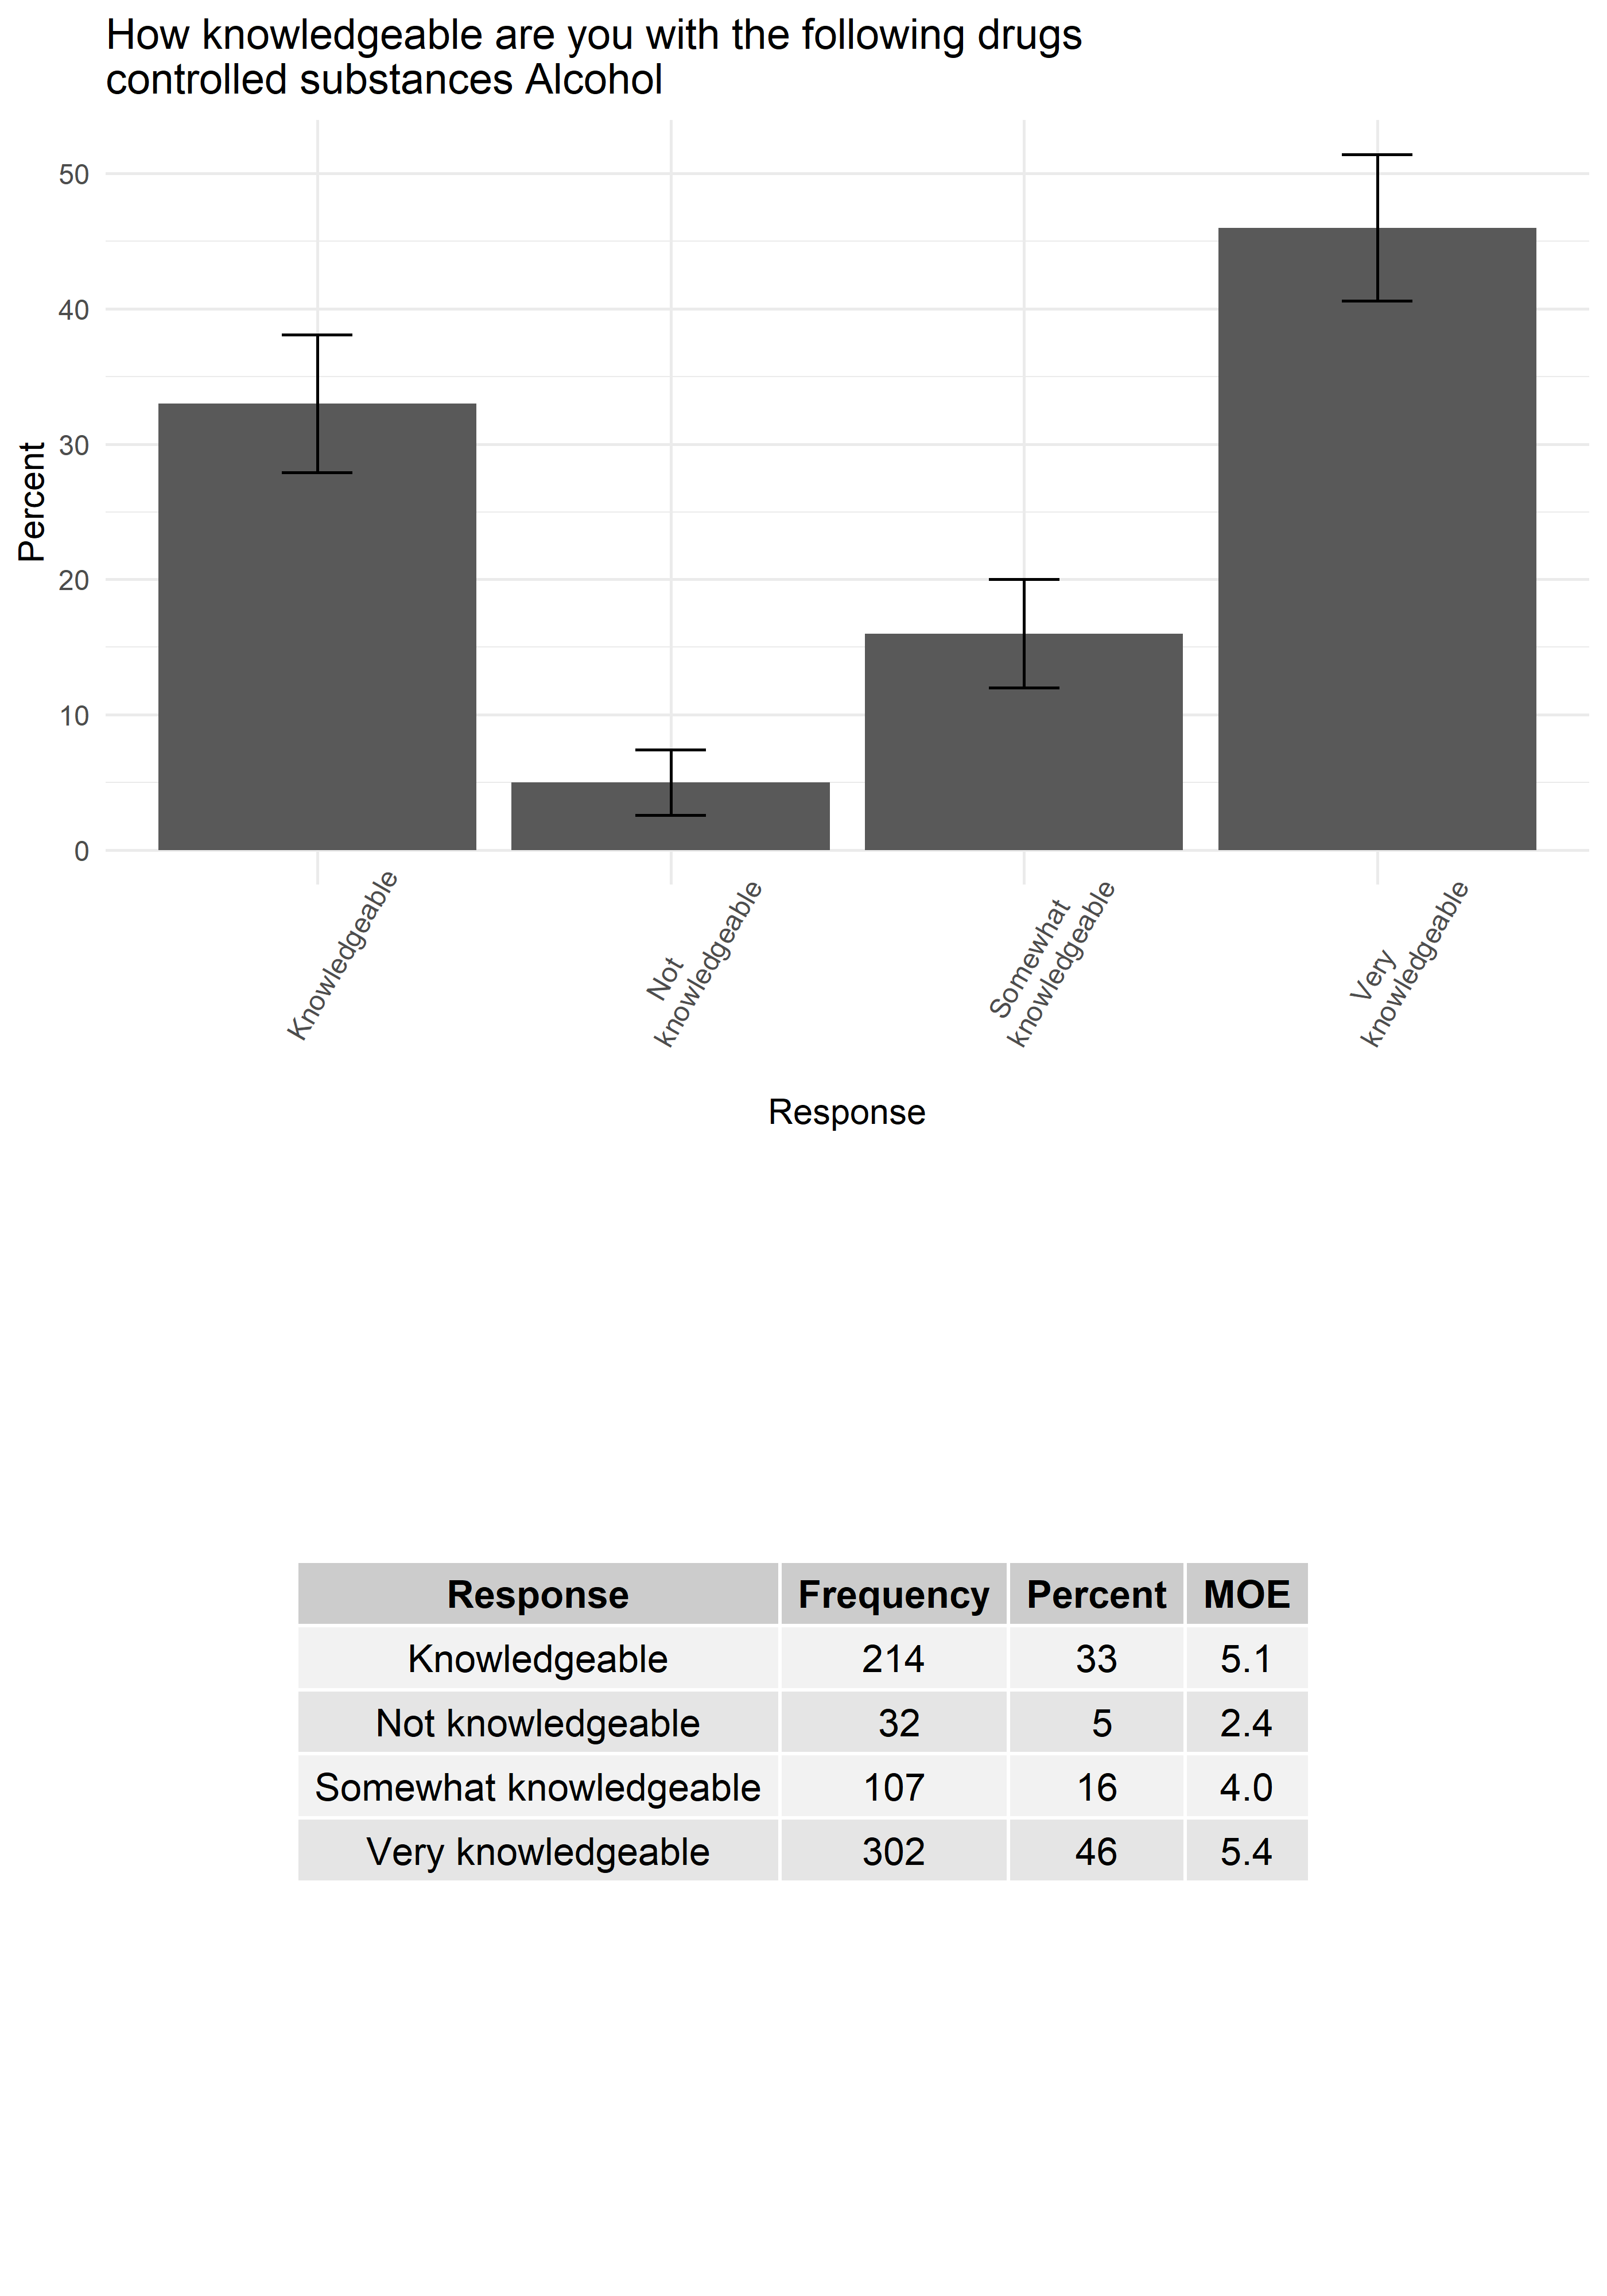 How knowledgeable are you with the following drugs
controlled substances Alcohol
Percent
50
40
30
20
10
0
Knowledgeable
Not
knowledgeable
Somewhat
knowledgeable
Very
knowledgeable
Response
Response Frequency Percent MOE
Knowledgeable 214 33 5.1
Not knowledgeable 32 5 2.4
Somewhat knowledgeable 107 16 4.0
Very knowledgeable 302 46 5.4